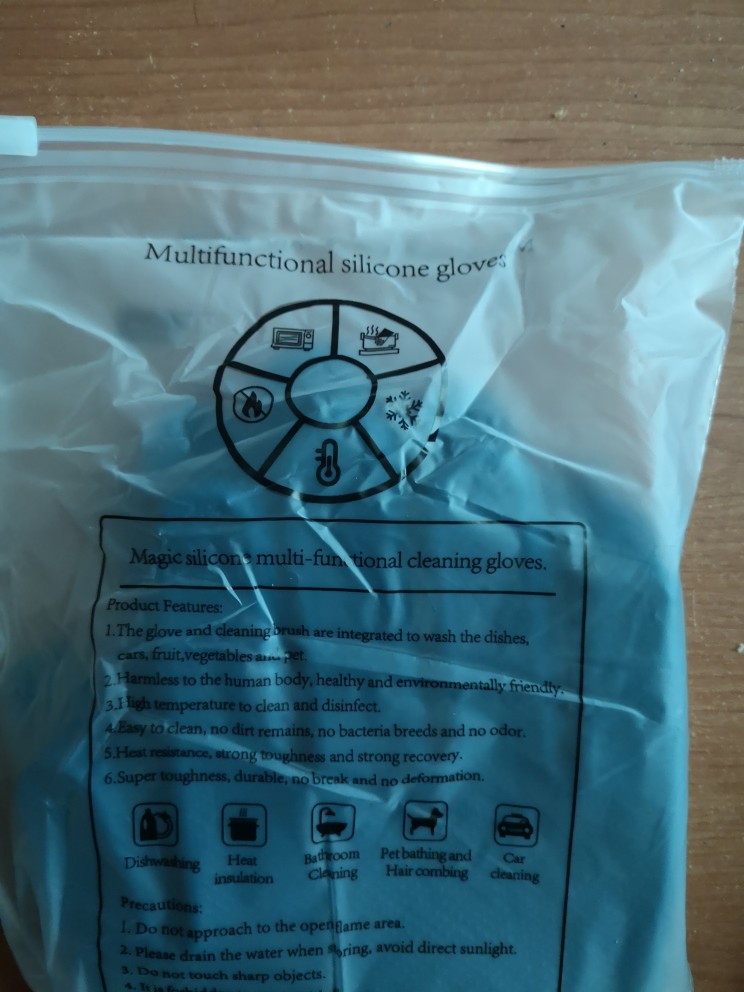 Multifunctional silicone gloves
Magic silicone multi-functional cleaning gloves.
Product Features:
1.The glove and cleaning brush are integrated to wash the dishes,
cars, fruit,vegetables and pet.
2.Harmless to the human body, healthy and environmentally friendly.
3.High temperature to clean and disinfect.
4.Easy to clean, no dirt remains, no bacteria breeds and no odor.
5.Heat resistance, strong toughness and strong recovery.
6.Super toughness, durable, no break and no deformation.
Dishwashing
Heat
insulation
Bathroom
Cleaning
Pet bathing and
Hair combing
Car
cleaning
Precautions:
1. Do not approach to the open flame area.
2. Please drain the water when storing, avoid direct sunlight.
3. Do not touch sharp objects.
4. It is